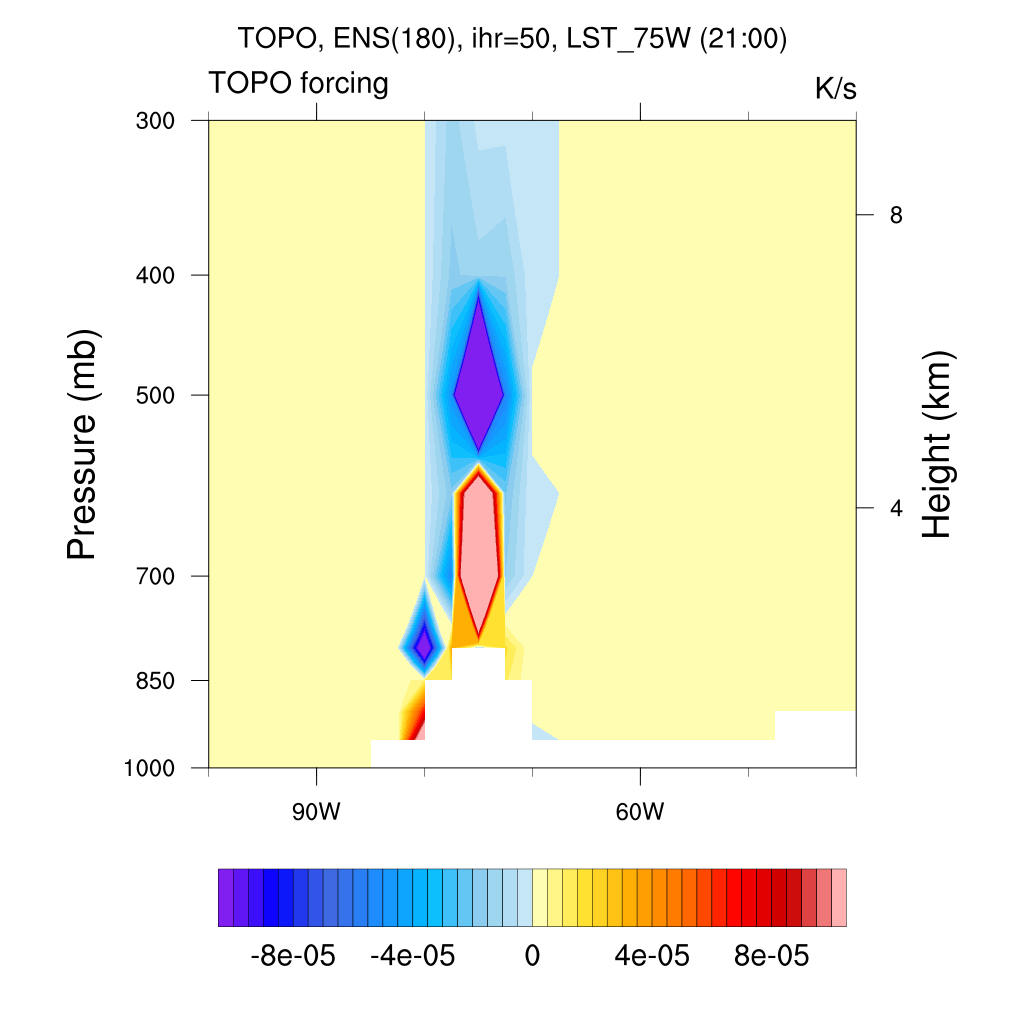 TOPO, ENS(180), ihr=50, LST_75W (21:00)
TOPO forcing
K/s
300
400
500
700
850
1000
Pressure (mb)
8
4
Height (km)
90W
60W
-8e-05
-4e-05
0
4e-05
8e-05